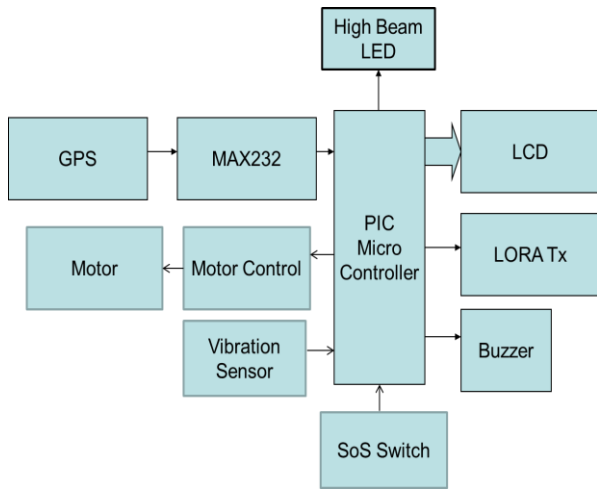 High Beam
LED
GPS
MAX232
LCD
PIC
Micro
Controller
Motor
Motor Control
LORA Tx
Vibration
Sensor
Buzzer
SoS Switch